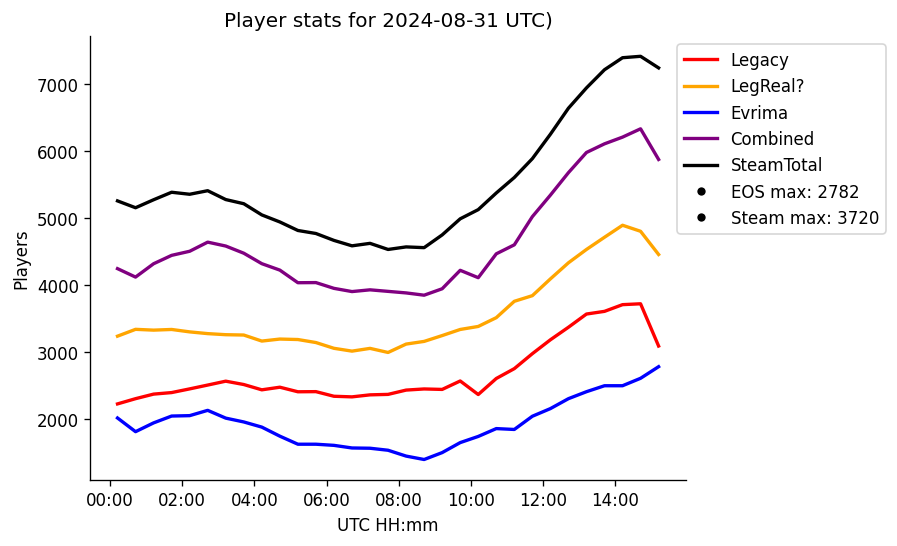 Player stats for 2024-08-31 UTC)
Players
7000
6000
5000
4000
3000
2000
00:00 02:00 04:00 06:00 08:00 10:00 12:00 14:00
UTC HH:mm
Legacy
LegReal?
Evrima
Combined
SteamTotal
EOS max: 2782
Steam max: 3720